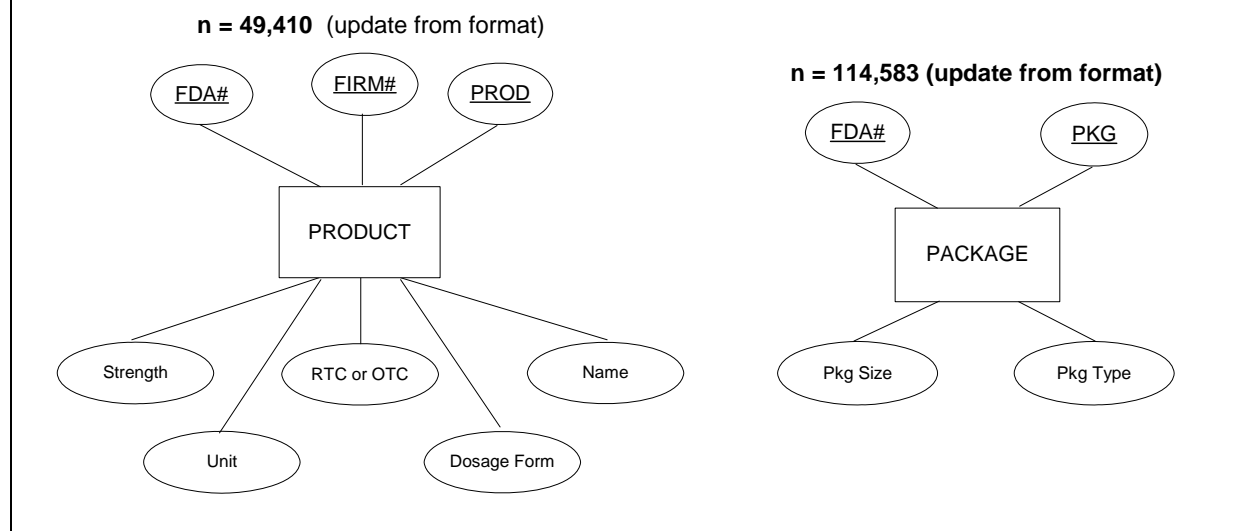 n = 49,410 (update from format)
FDA#
FIRM#
PROD
PRODUCT
Strength
RTC or OTC
Name
Unit
Dosage Form
n = 114,583 (update from format)
FDA#
PKG
PACKAGE
Pkg Size
Pkg Type